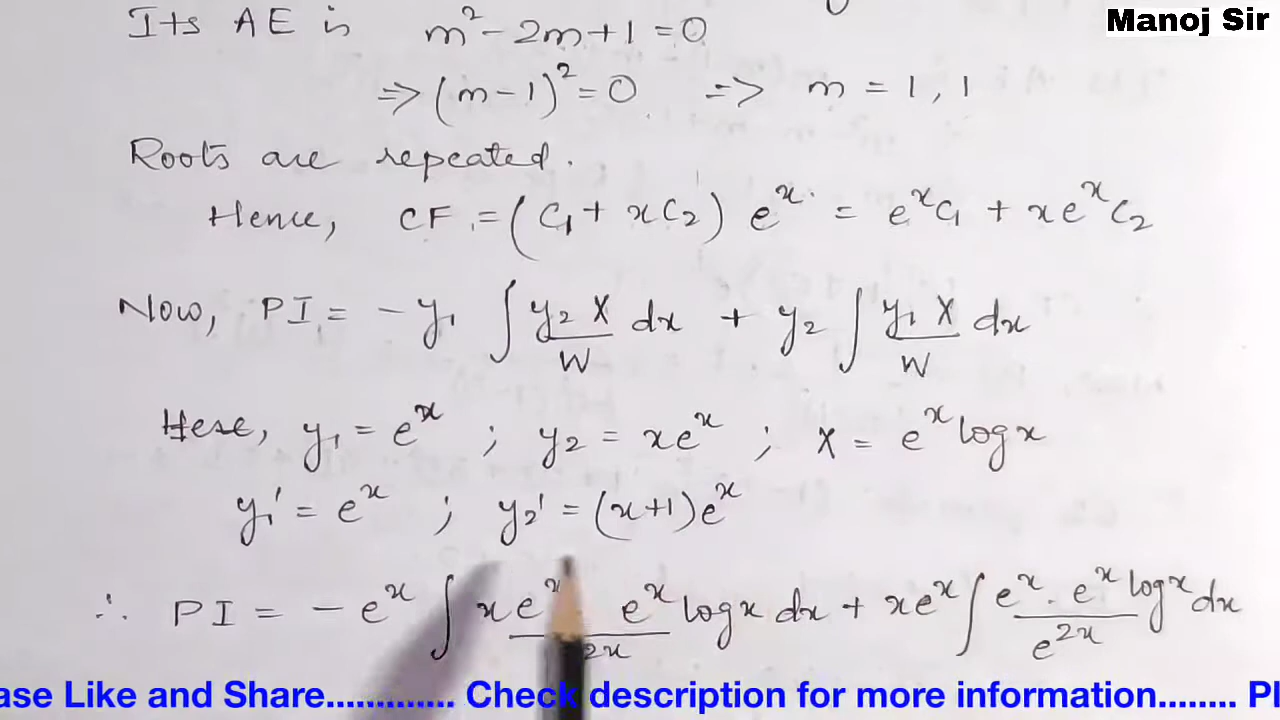 Manoj Sir
Its AE is m² - 2m + 1 = 0
=> (m - 1)² = 0 => m = 1, 1
Roots are repeated.
Hence, CF = (C₁ + xC₂) eˣ = eˣC₁ + xeˣC₂
Now, PI = - y₁ ∫ y₂ X / W dx + y₂ ∫ y₁ X / W dx
Here, y₁ = eˣ ; y₂ = xeˣ ; X = eˣ log x
y₁' = eˣ ; y₂' = (x+1)eˣ
∴ PI = - eˣ ∫ x e eˣ log x / 2x dx + xeˣ ∫ eˣ . eˣ log x / e²ˣ dx
ase Like and Share............. Check description for more information........ Pl